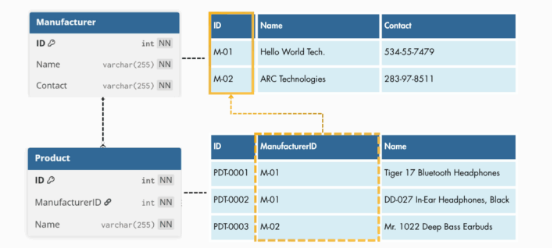 Manufacturer
ID int NN
Name varchar(255) NN
Contact varchar(255) NN
ID Name Contact
M-01 Hello World Tech. 534-55-7479
M-02 ARC Technologies 283-97-8511
Product
ID int NN
ManufacturerID int NN
Name varchar(255) NN
ID ManufacturerID Name
PDT-0001 M-01 Tiger 17 Bluetooth Headphones
PDT-0002 M-01 DD-027 In-Ear Headphones, Black
PDT-0003 M-02 Mr. 1022 Deep Bass Earbuds